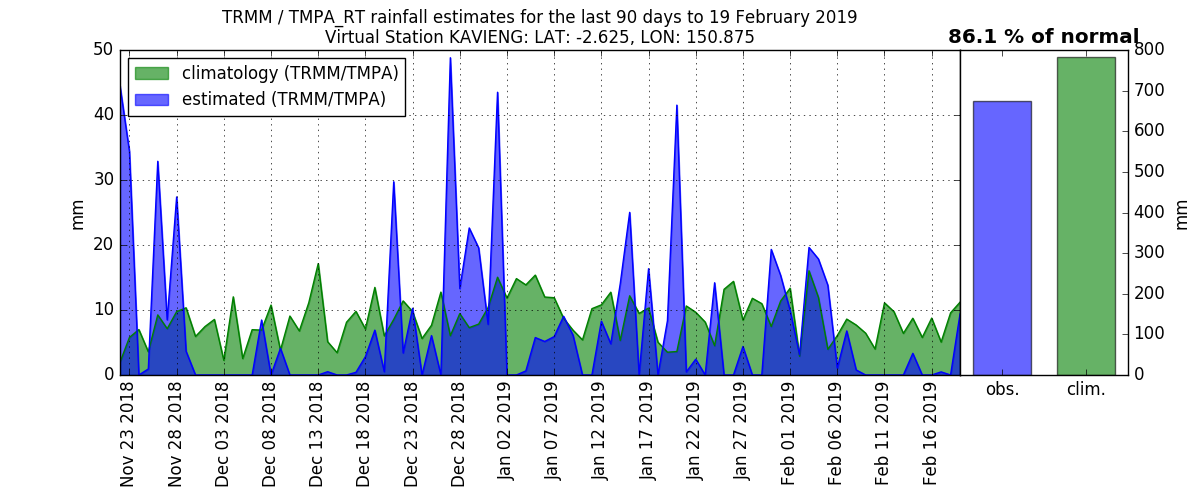 TRMM / TMPA_RT rainfall estimates for the last 90 days to 19 February 2019
Virtual Station KAVIENG: LAT: -2.625, LON: 150.875
86.1 % of normal
climatology (TRMM/TMPA)
estimated (TRMM/TMPA)
50
40
30
20
10
0
mm
800
700
600
500
400
300
200
100
0
mm
obs.
clim.
Nov 23 2018
Nov 28 2018
Dec 03 2018
Dec 08 2018
Dec 13 2018
Dec 18 2018
Dec 23 2018
Dec 28 2018
Jan 02 2019
Jan 07 2019
Jan 12 2019
Jan 17 2019
Jan 22 2019
Jan 27 2019
Feb 01 2019
Feb 06 2019
Feb 11 2019
Feb 16 2019